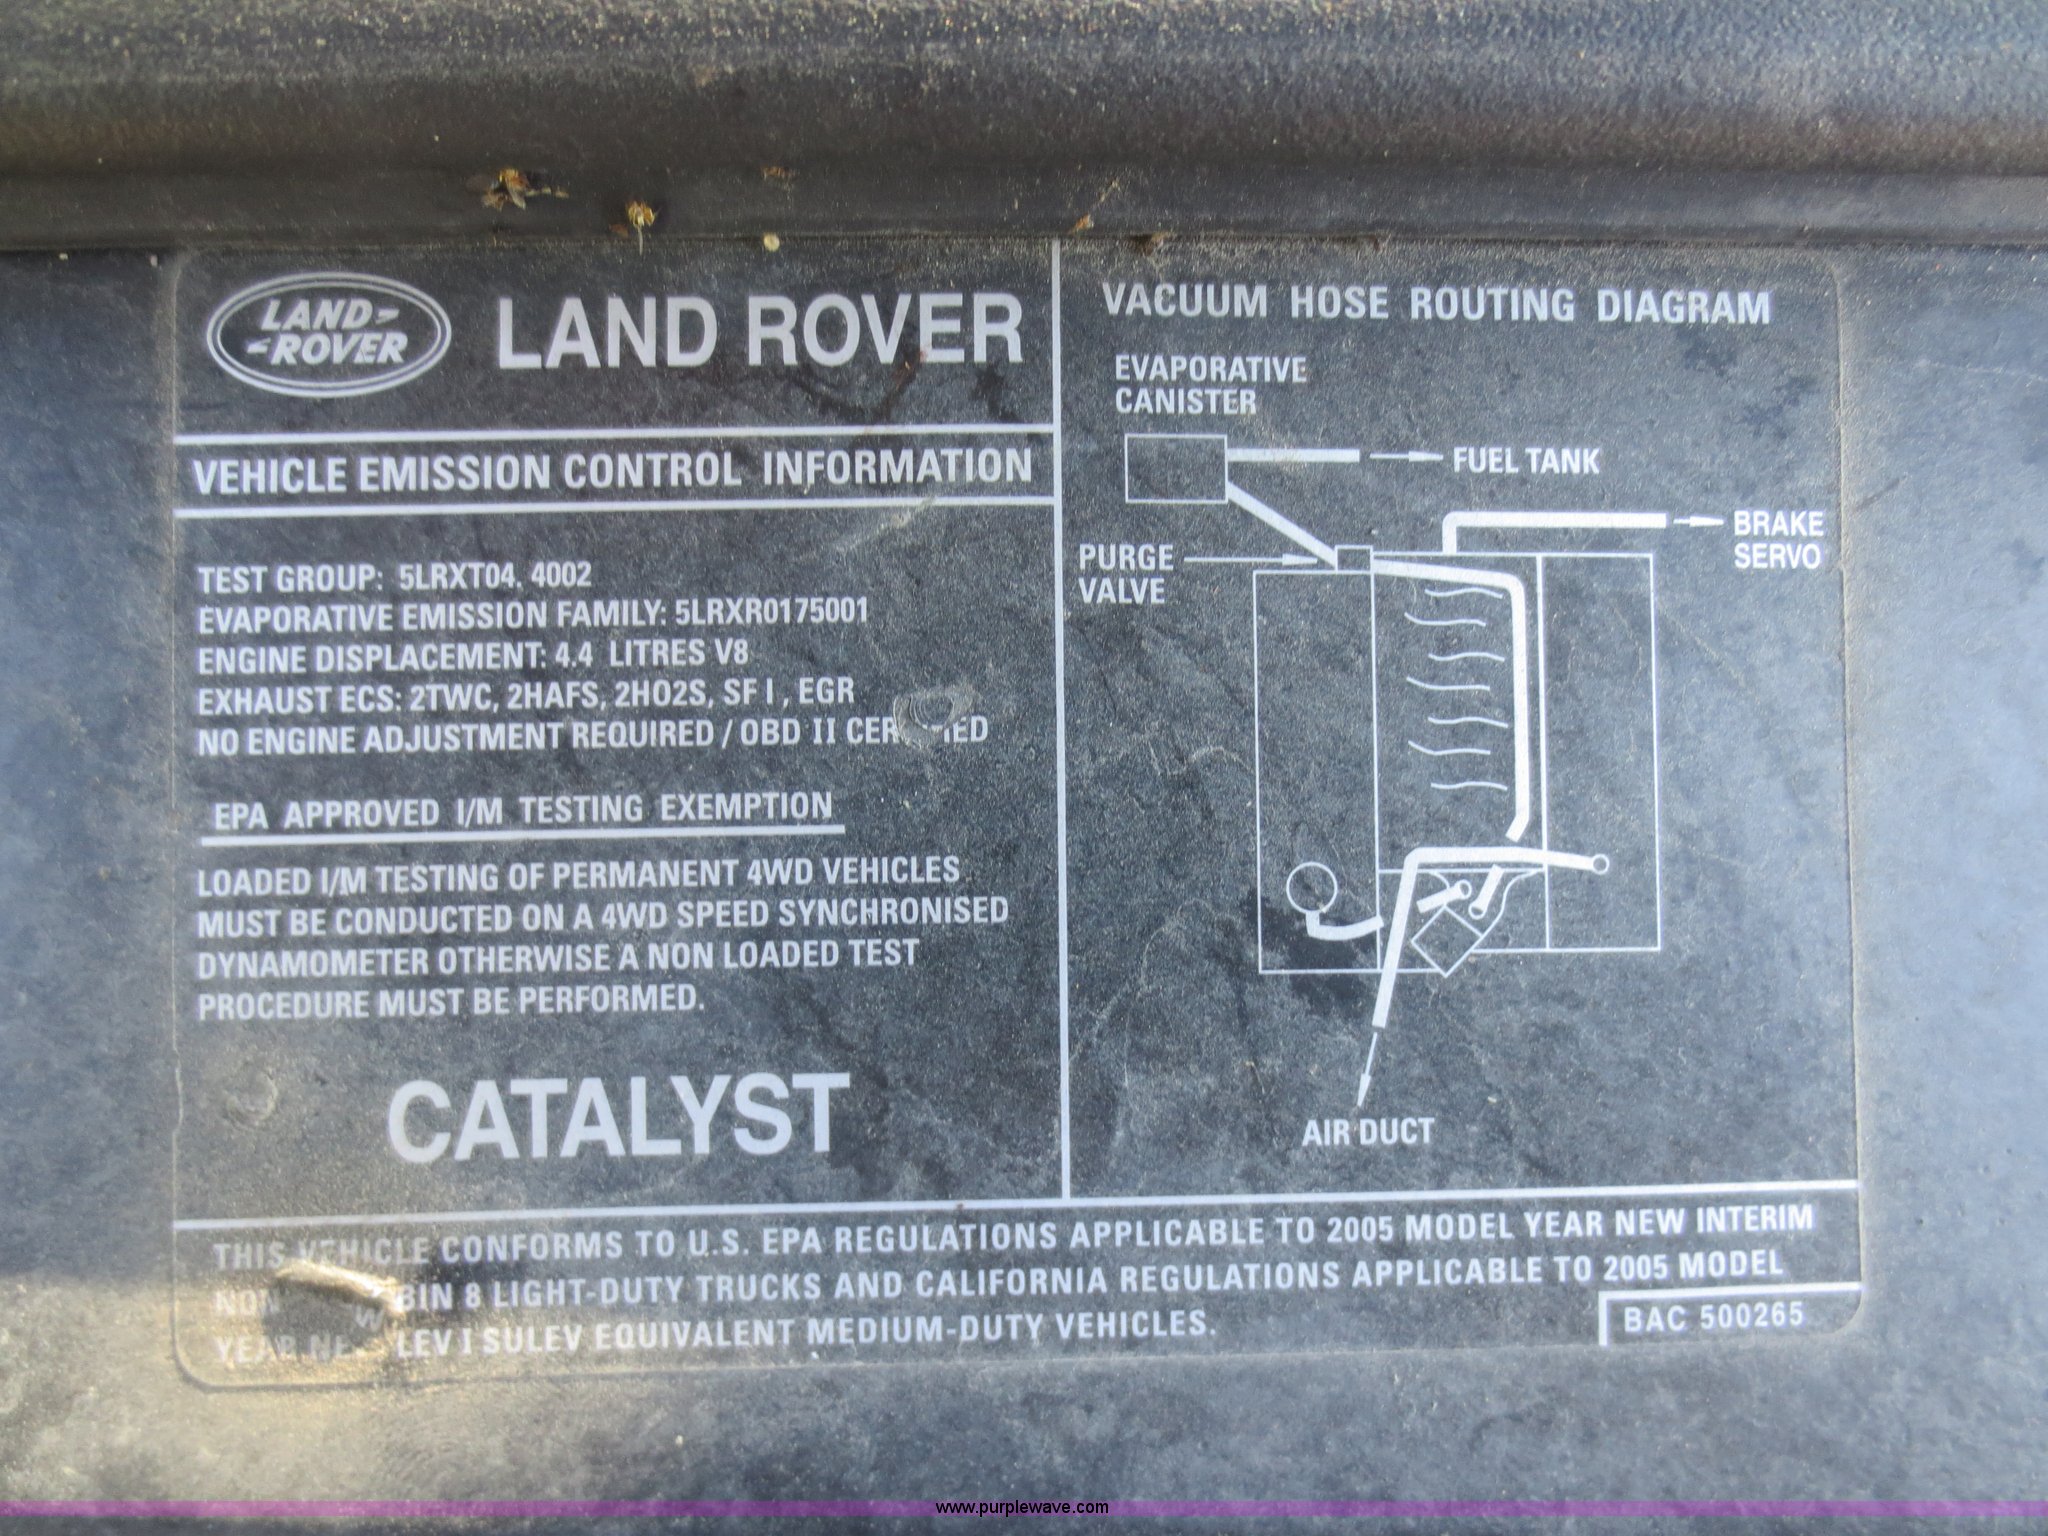 LAND-
-ROVER
LAND ROVER
VEHICLE EMISSION CONTROL INFORMATION
TEST GROUP: 5LRXT04. 4002
EVAPORATIVE EMISSION FAMILY: 5LRXR0175001
ENGINE DISPLACEMENT: 4.4 LITRES V8
EXHAUST ECS: 2TWC, 2HAFS, 2HO2S, SF I , EGR
NO ENGINE ADJUSTMENT REQUIRED / OBD II
EPA APPROVED I/M TESTING EXEMPTION
LOADED I/M TESTING OF PERMANENT 4WD VEHICLES
MUST BE CONDUCTED ON A 4WD SPEED SYNCHRONISED
DYNAMOMETER OTHERWISE A NON LOADED TEST
PROCEDURE MUST BE PERFORMED.
CATALYST
VACUUM HOSE ROUTING DIAGRAM
EVAPORATIVE
CANISTER
FUEL TANK
BRAKE
SERVO
PURGE
VALVE
AIR DUCT
THIS VEHICLE CONFORMS TO U.S. EPA REGULATIONS APPLICABLE TO 2005 MODEL YEAR NEW INTERIM
BIN 8 LIGHT-DUTY TRUCKS AND CALIFORNIA REGULATIONS APPLICABLE TO 2005 MODEL
YEAR LEV I SULEV EQUIVALENT MEDIUM-DUTY VEHICLES.
BAC 500265
www.purplewave.com